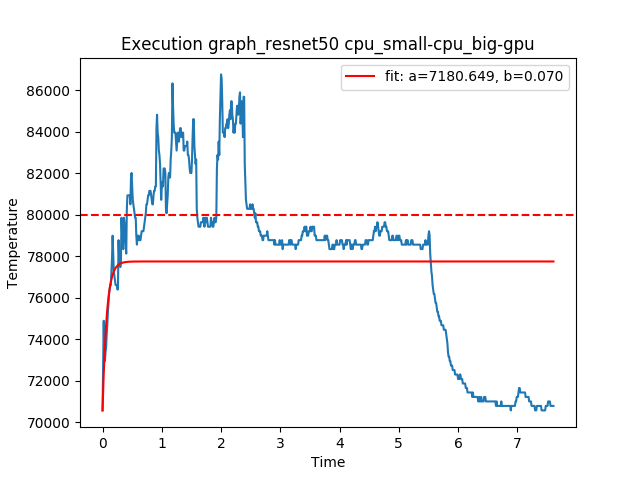 Execution graph_resnet50 cpu_small-cpu_big-gpu
fit: a=7180.649, b=0.070
86000
84000
82000
80000
78000
76000
74000
72000
70000
Temperature
0 1 2 3 4 5 6 7
Time